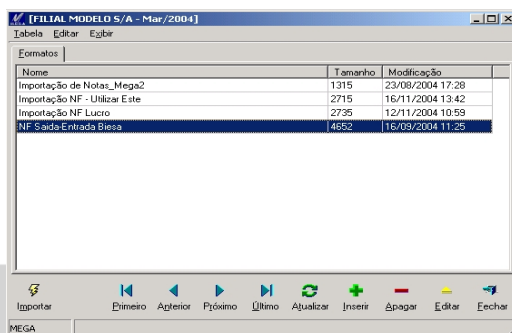 [FILIAL MODELO S/A - Mar/2004]
Tabela Editar Exibir
Formatos
Nome Tamanho Modificação
Importação de Notas_Mega2 1315 23/08/2004 17:28
Importação NF - Utilizar Este 2715 16/11/2004 13:42
Importação NF Lucro 2735 12/11/2004 10:59
NF Saida-Entrada Biesa 4652 16/09/2004 11:25
Importar Primeiro Anterior Próximo Último Atualizar Inserir Apagar Editar Fechar
MEGA